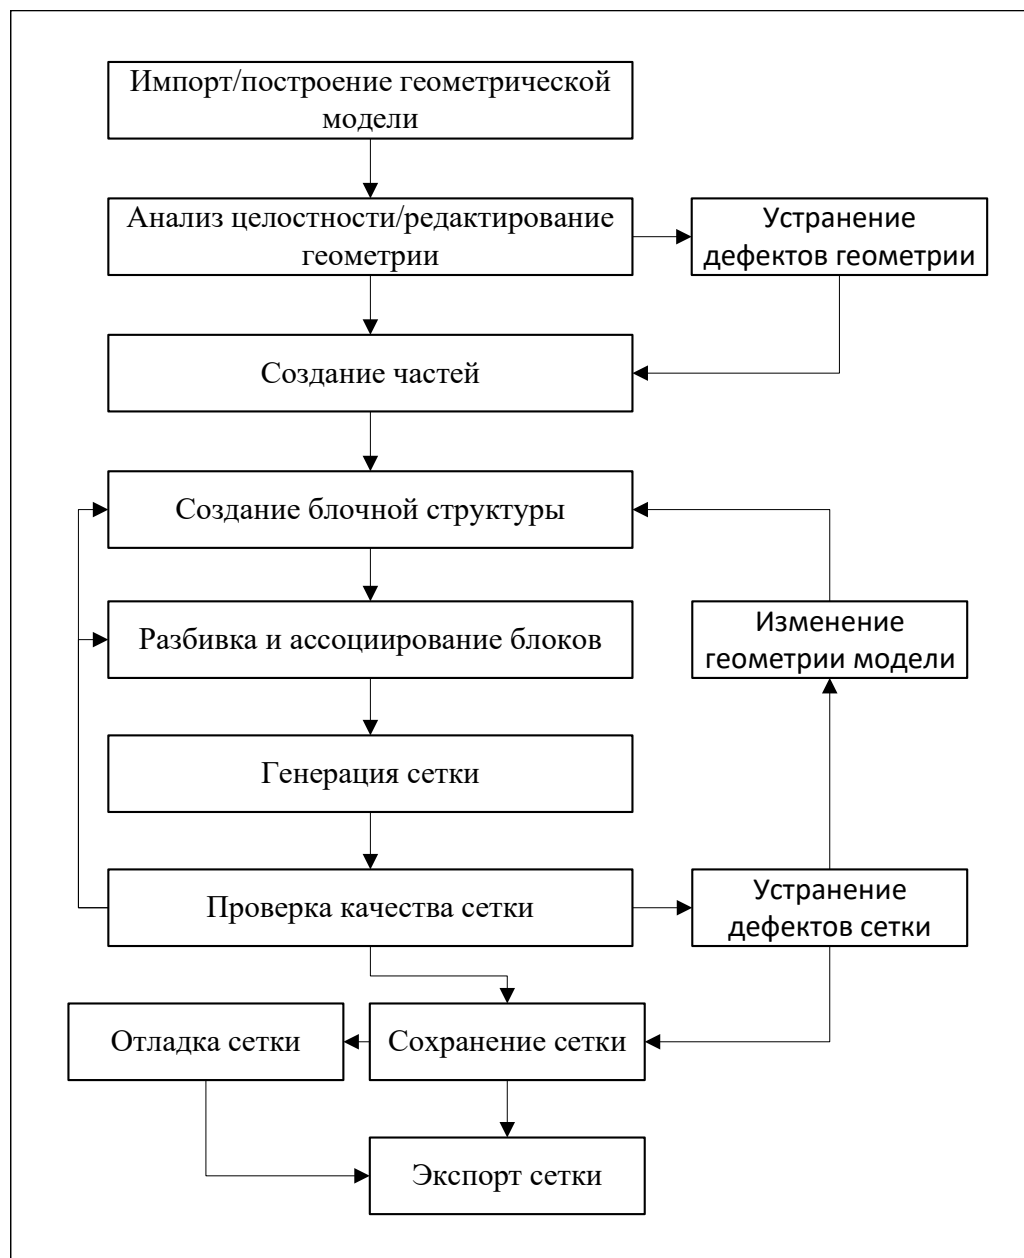 Импорт/построение геометрической
модели
Анализ целостности/редактирование
геометрии
Устранение
дефектов геометрии
Создание частей
Создание блочной структуры
Разбивка и ассоциирование блоков
Изменение
геометрии модели
Генерация сетки
Проверка качества сетки
Устранение
дефектов сетки
Отладка сетки
Сохранение сетки
Экспорт сетки